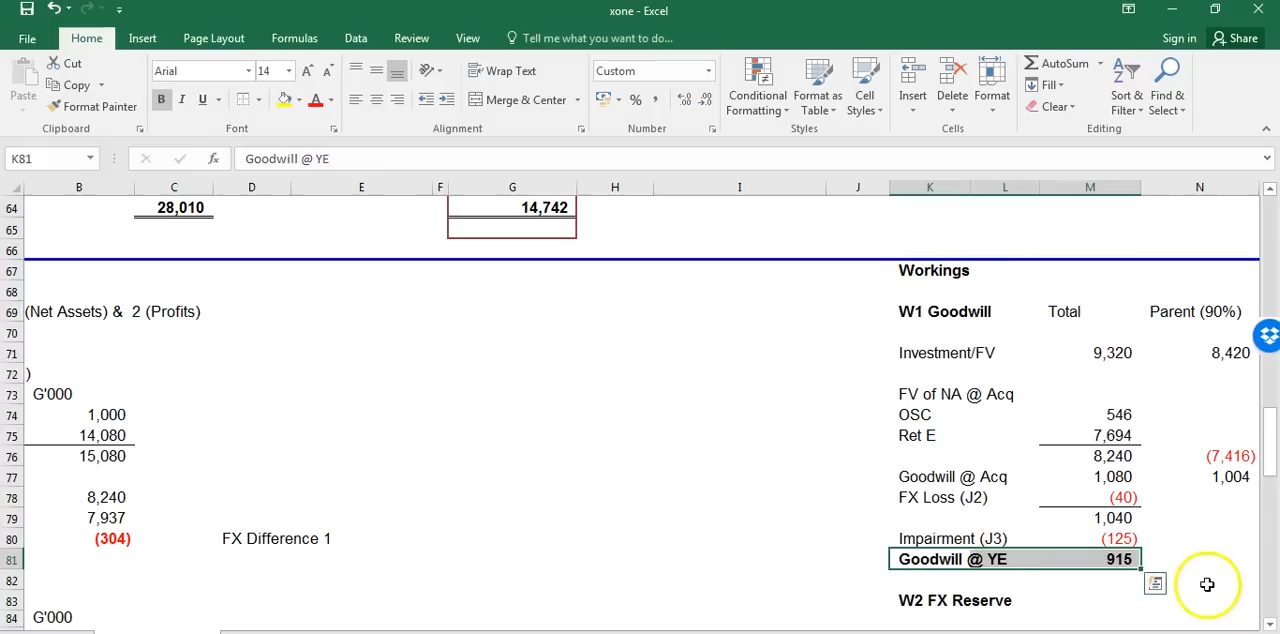 xone - Excel
File Home Insert Page Layout Formulas Data Review View Tell me what you want to do... Sign in Share
Paste Cut Copy Format Painter
Clipboard
Arial 14 A A
B I U A
Font
Wrap Text
Merge & Center
Alignment
Custom
% ,
Number
Conditional Formatting Format as Table Cell Styles
Styles
Insert Delete Format
Cells
AutoSum Fill Clear
Sort & Filter Find & Select
Editing
K81 fx Goodwill @ YE
B C D E F G H I J K L M N
64 28,010 14,742
65
66
67 Workings
68
69 (Net Assets) & 2 (Profits) W1 Goodwill Total Parent (90%)
70
71 Investment/FV 9,320 8,420
72 )
73 G'000 FV of NA @ Acq
74 1,000 OSC 546
75 14,080 Ret E 7,694
76 15,080 8,240 (7,416)
77 Goodwill @ Acq 1,080 1,004
78 8,240 FX Loss (J2) (40)
79 7,937 1,040
80 (304) FX Difference 1 Impairment (J3) (125)
81 Goodwill @ YE 915
82
83 W2 FX Reserve
84 G'000